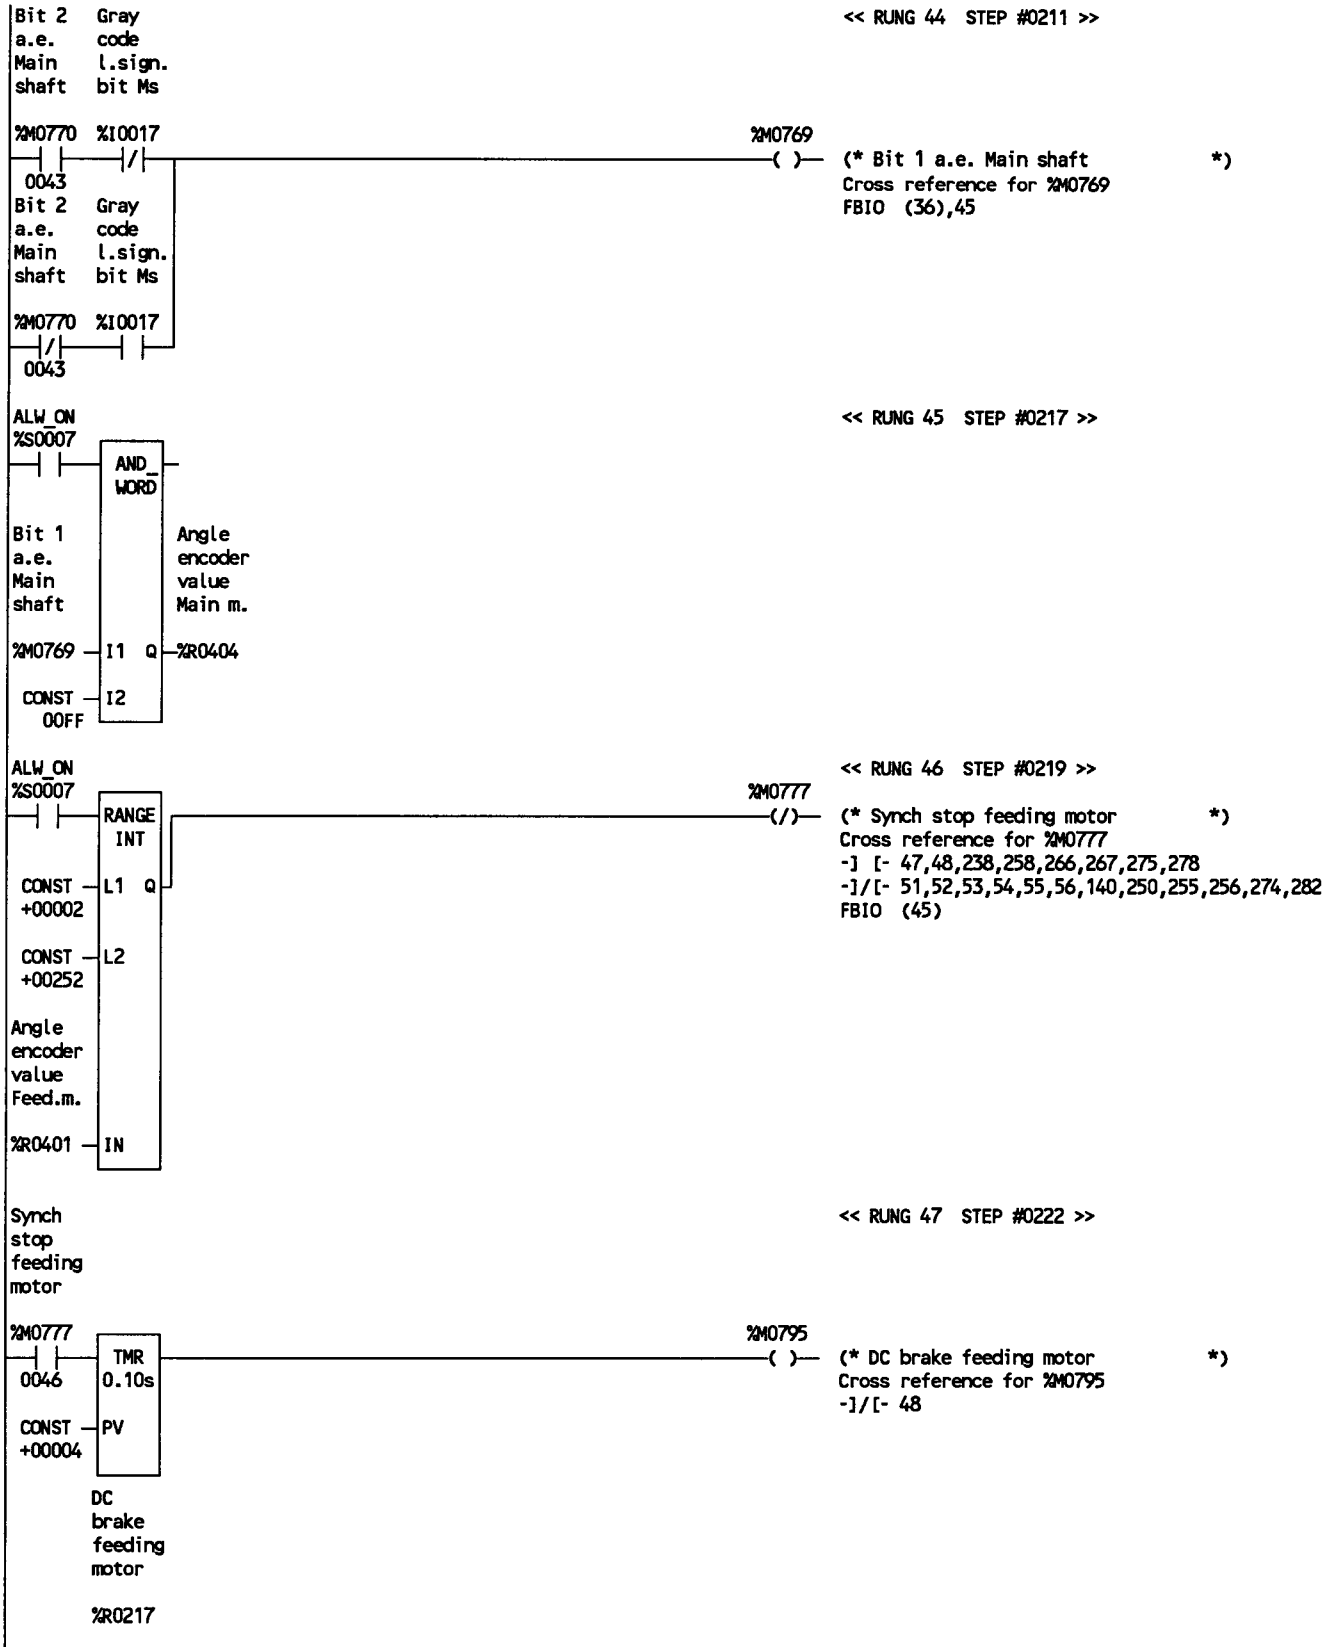 Bit 2 Gray << RUNG 44 STEP #0211 >>
a.e. code
Main l.sign.
shaft bit Ms
%M0770 %I0017 %M0769
( ) (* Bit 1 a.e. Main shaft *)
0043 Cross reference for %M0769
Bit 2 Gray FBIO (36),45
a.e. code
Main l.sign.
shaft bit Ms
%M0770 %I0017
0043
ALW_ON << RUNG 45 STEP #0217 >>
%S0007
AND_
WORD
Bit 1 Angle
a.e. encoder
Main value
shaft Main m.
%M0769 I1 Q %R0404
CONST I2
00FF
ALW_ON << RUNG 46 STEP #0219 >>
%S0007 %M0777
RANGE (/) (* Synch stop feeding motor *)
INT Cross reference for %M0777
-] [- 47,48,238,258,266,267,275,278
CONST L1 Q -]/[- 51,52,53,54,55,56,140,250,255,256,274,282
+00002 FBIO (45)
CONST L2
+00252
Angle
encoder
value
Feed.m.
%R0401 IN
Synch << RUNG 47 STEP #0222 >>
stop
feeding
motor
%M0777 %M0795
TMR ( ) (* DC brake feeding motor *)
0046 0.10s Cross reference for %M0795
-]/[- 48
CONST PV
+00004
DC
brake
feeding
motor
%R0217